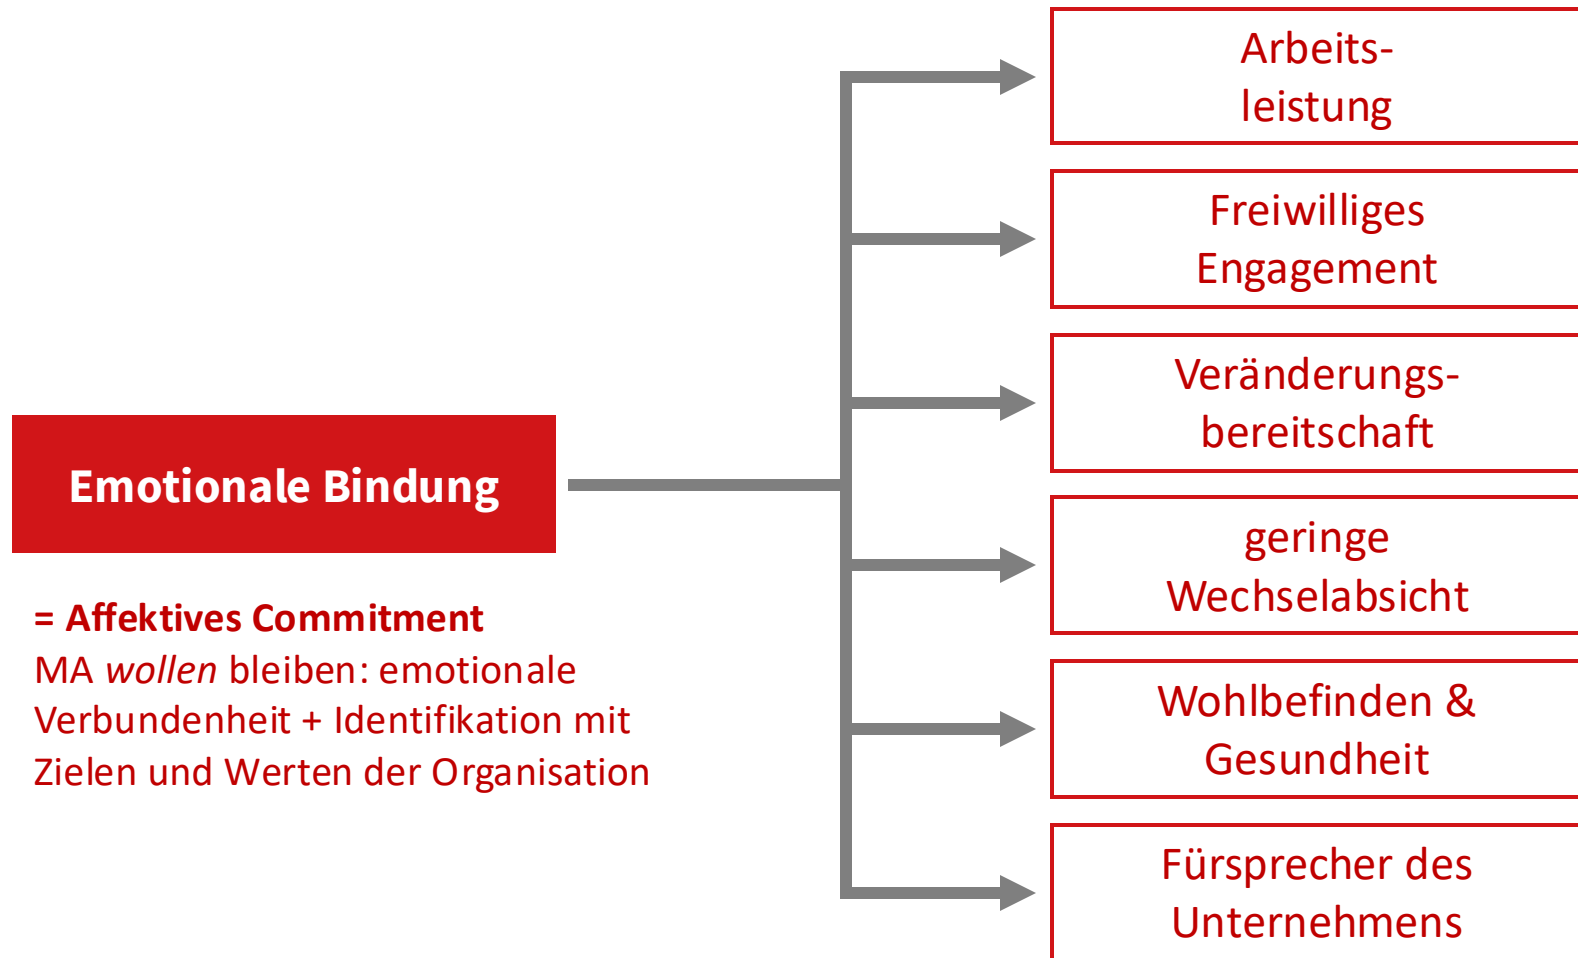 Arbeits-
leistung
Freiwilliges
Engagement
Veränderungs-
bereitschaft
Emotionale Bindung
geringe
Wechselabsicht
= Affektives Commitment
MA wollen bleiben: emotionale
Verbundenheit + Identifikation mit
Zielen und Werten der Organisation
Wohlbefinden &
Gesundheit
Fürsprecher des
Unternehmens